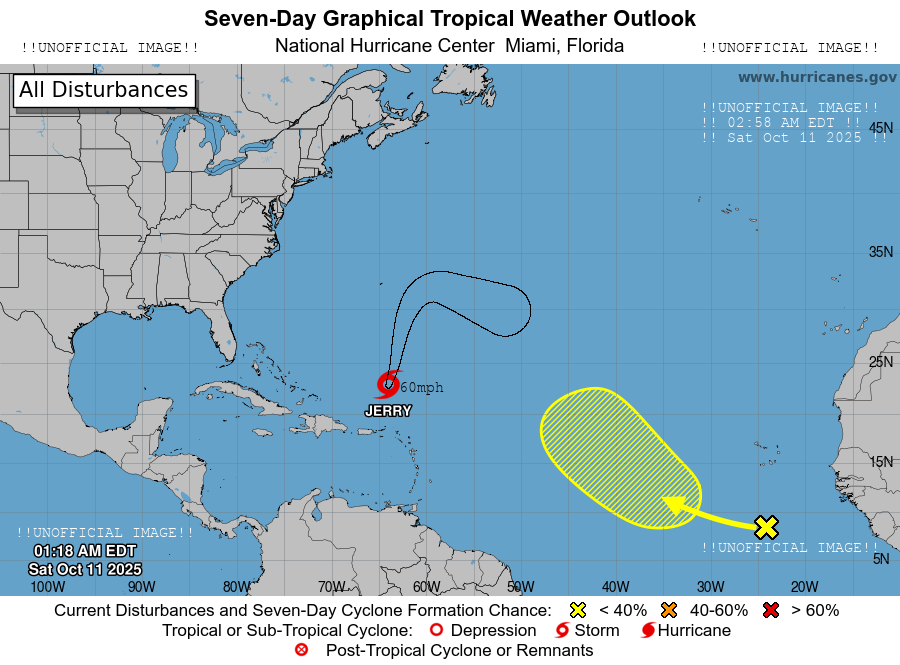 Seven-Day Graphical Tropical Weather Outlook
!!UNOFFICIAL IMAGE!! National Hurricane Center Miami, Florida !!UNOFFICIAL IMAGE!!
All Disturbances
www.hurricanes.gov
!!UNOFFICIAL IMAGE!!
!! 02:58 AM EDT !!
!! Sat Oct 11 2025 !!
45N
35N
25N
60mph
JERRY
15N
!!UNOFFICIAL IMAGE!!
!!UNOFFICIAL IMAGE!!
01:18 AM EDT
Sat Oct 11 2025
5N
100W 90W 80W 70W 60W 50W 40W 30W 20W
Current Disturbances and Seven-Day Cyclone Formation Chance: < 40% 40-60% > 60%
Tropical or Sub-Tropical Cyclone: Depression Storm Hurricane
Post-Tropical Cyclone or Remnants